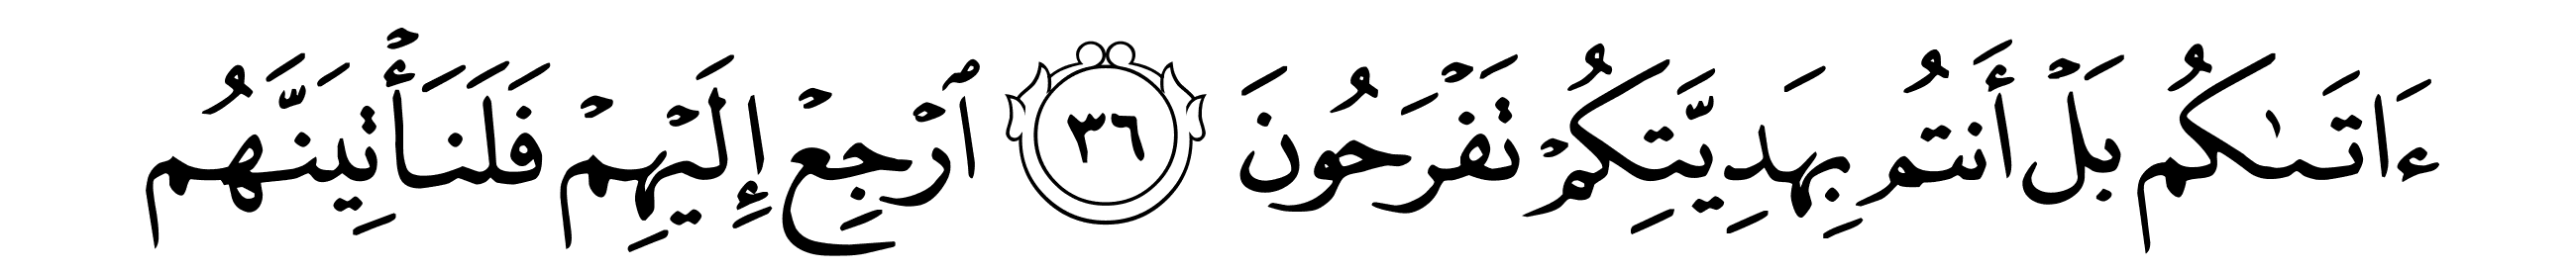 ءَاتَىٰكُم بَلْ أَنتُم بِهَدِيَّتِكُمْ تَفْرَحُونَ ٣٦ ٱرْجِعْ إِلَيْهِمْ فَلَنَأْتِيَنَّهُم